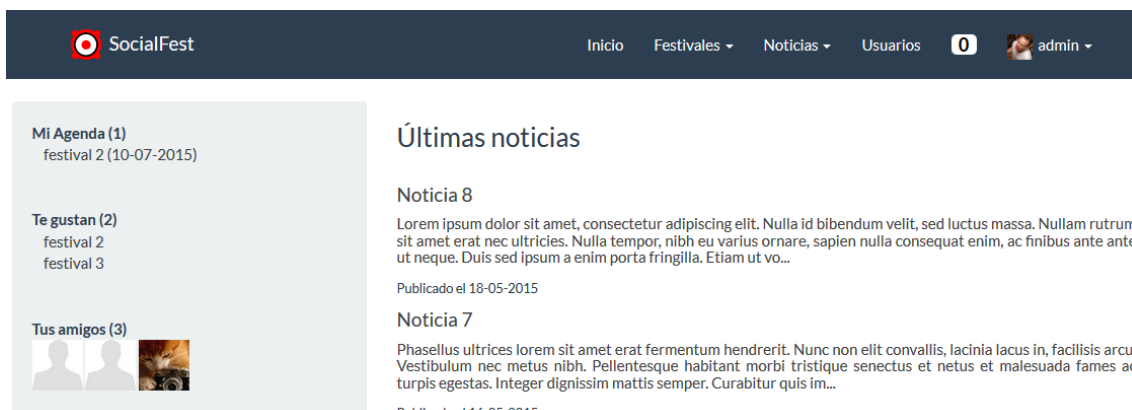 SocialFest
Inicio Festivales Noticias Usuarios 0 admin
Mi Agenda (1)
festival 2 (10-07-2015)
Te gustan (2)
festival 2
festival 3
Tus amigos (3)
Últimas noticias
Noticia 8
Lorem ipsum dolor sit amet, consectetur adipiscing elit. Nulla id bibendum velit, sed luctus massa. Nullam rutrum
sit amet erat nec ultricies. Nulla tempor, nibh eu varius ornare, sapien nulla consequat enim, ac finibus ante ante
ut neque. Duis sed ipsum a enim porta fringilla. Etiam ut vo...
Publicado el 18-05-2015
Noticia 7
Phasellus ultrices lorem sit amet erat fermentum hendrerit. Nunc non elit convallis, lacinia lacus in, facilisis arcu
Vestibulum nec metus nibh. Pellentesque habitant morbi tristique senectus et netus et malesuada fames ac
turpis egestas. Integer dignissim mattis semper. Curabitur quis im...
Publicado el 16-05-2015